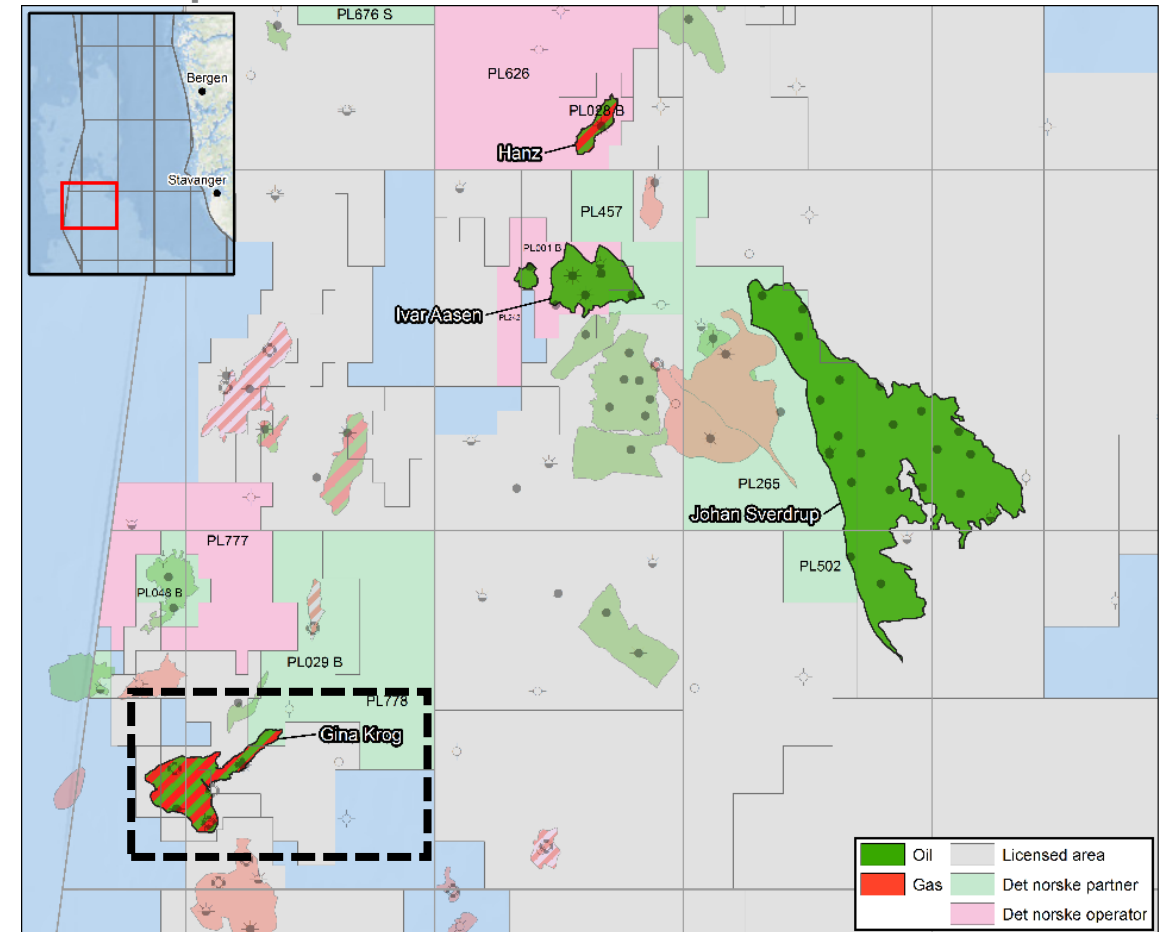 PL676 S
PL626
Bergen
PL028 B
Hanz
Stavanger
PL457
PL001 B
Ivar Aasen
PL242
PL265
Johan Sverdrup
PL777
PL502
PL048 B
PL029 B
PL778
Gina Krog
Oil
Licensed area
Gas
Det norske partner
Det norske operator